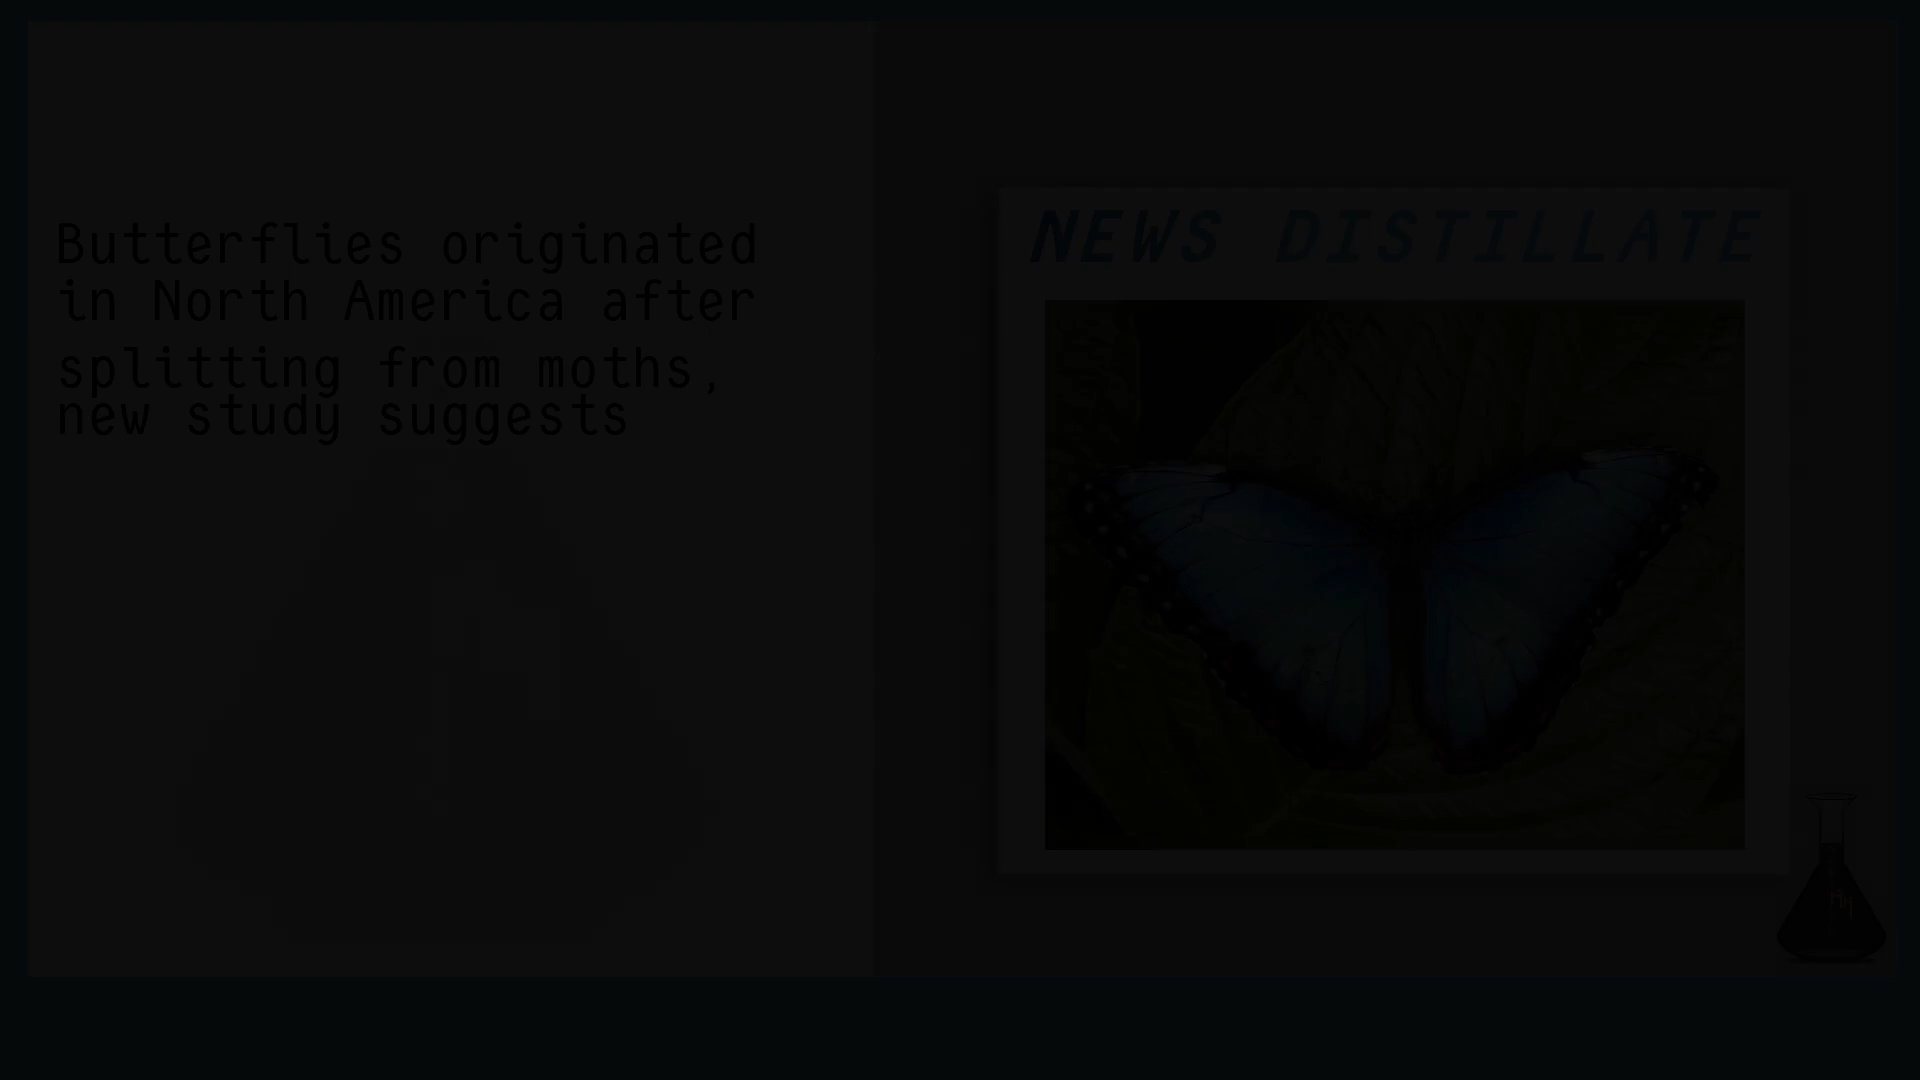 Butterflies originated
in North America after
splitting from moths,
new study suggests
NEWS DISTILLATE